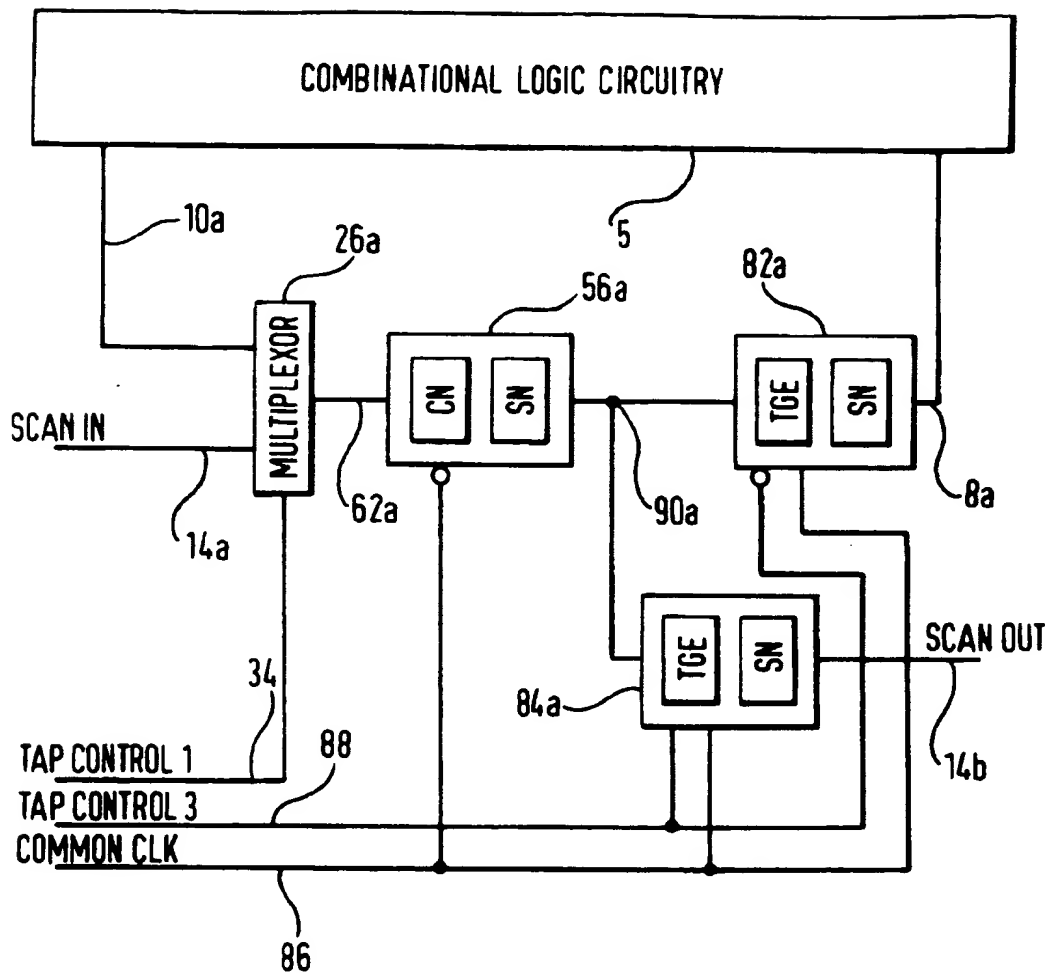 COMBINATIONAL LOGIC CIRCUITRY
10a
5
26a
56a
82a
MULTIPLEXOR
CN
SN
TGE
SN
SCAN IN
14a
62a
90a
8a
TGE
SN
SCAN OUT
84a
14b
34
TAP CONTROL 1
88
TAP CONTROL 3
COMMON CLK
86